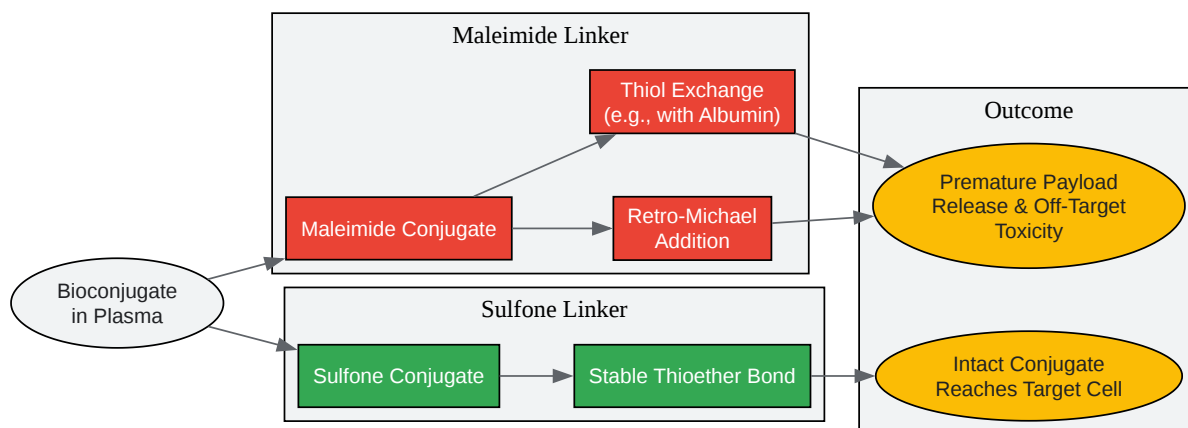 Maleimide Linker
Thiol Exchange
(e.g., with Albumin)
Maleimide Conjugate
Retro-Michael
Addition
Bioconjugate
in Plasma
Sulfone Linker
Sulfone Conjugate
Stable Thioether Bond
Outcome
Premature Payload
Release & Off-Target
Toxicity
Intact Conjugate
Reaches Target Cell